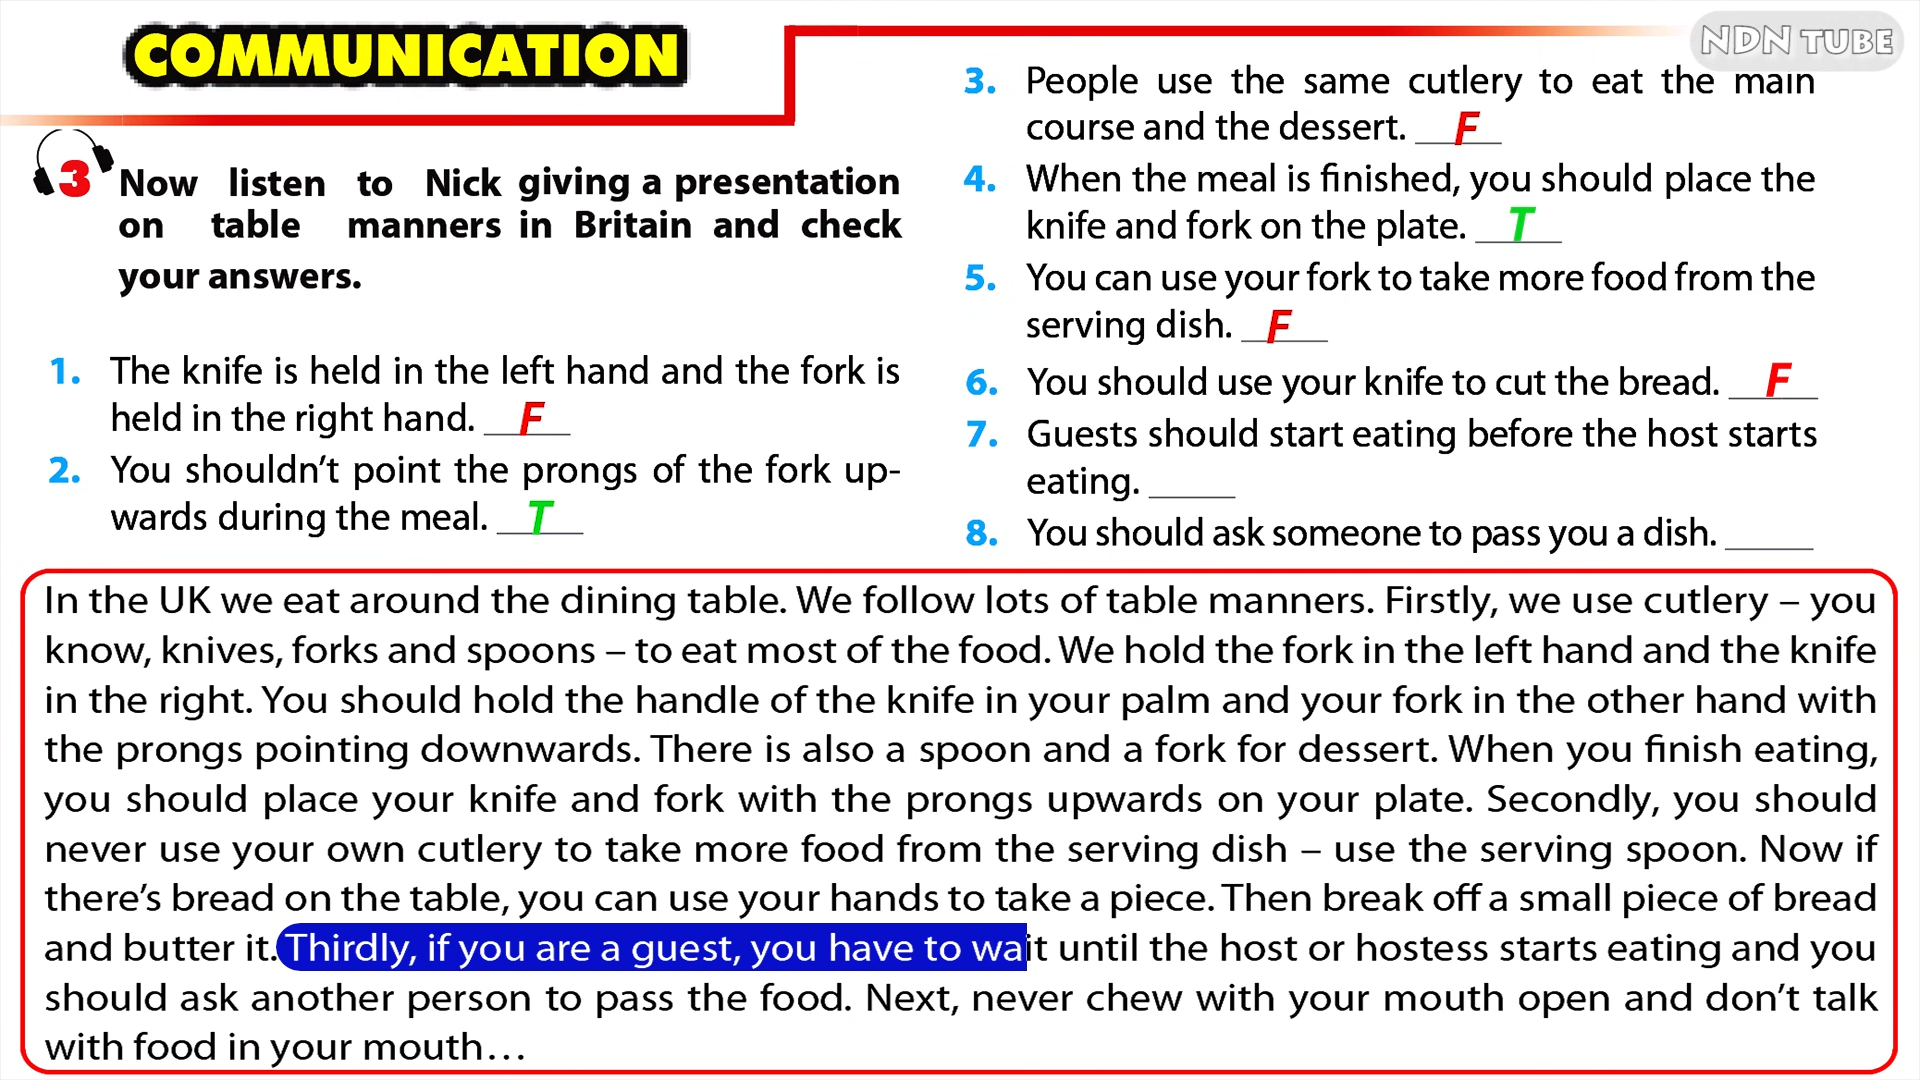 COMMUNICATION
NDN TUBE
3 Now listen to Nick giving a presentation
on table manners in Britain and check
your answers.
1. The knife is held in the left hand and the fork is
held in the right hand. F
2. You shouldn't point the prongs of the fork up-
wards during the meal. T
3. People use the same cutlery to eat the main
course and the dessert. F
4. When the meal is finished, you should place the
knife and fork on the plate. T
5. You can use your fork to take more food from the
serving dish. F
6. You should use your knife to cut the bread. F
7. Guests should start eating before the host starts
eating. ____
8. You should ask someone to pass you a dish. ____
In the UK we eat around the dining table. We follow lots of table manners. Firstly, we use cutlery – you
know, knives, forks and spoons – to eat most of the food. We hold the fork in the left hand and the knife
in the right. You should hold the handle of the knife in your palm and your fork in the other hand with
the prongs pointing downwards. There is also a spoon and a fork for dessert. When you finish eating,
you should place your knife and fork with the prongs upwards on your plate. Secondly, you should
never use your own cutlery to take more food from the serving dish – use the serving spoon. Now if
there's bread on the table, you can use your hands to take a piece. Then break off a small piece of bread
and butter it. Thirdly, if you are a guest, you have to wait until the host or hostess starts eating and you
should ask another person to pass the food. Next, never chew with your mouth open and don't talk
with food in your mouth…